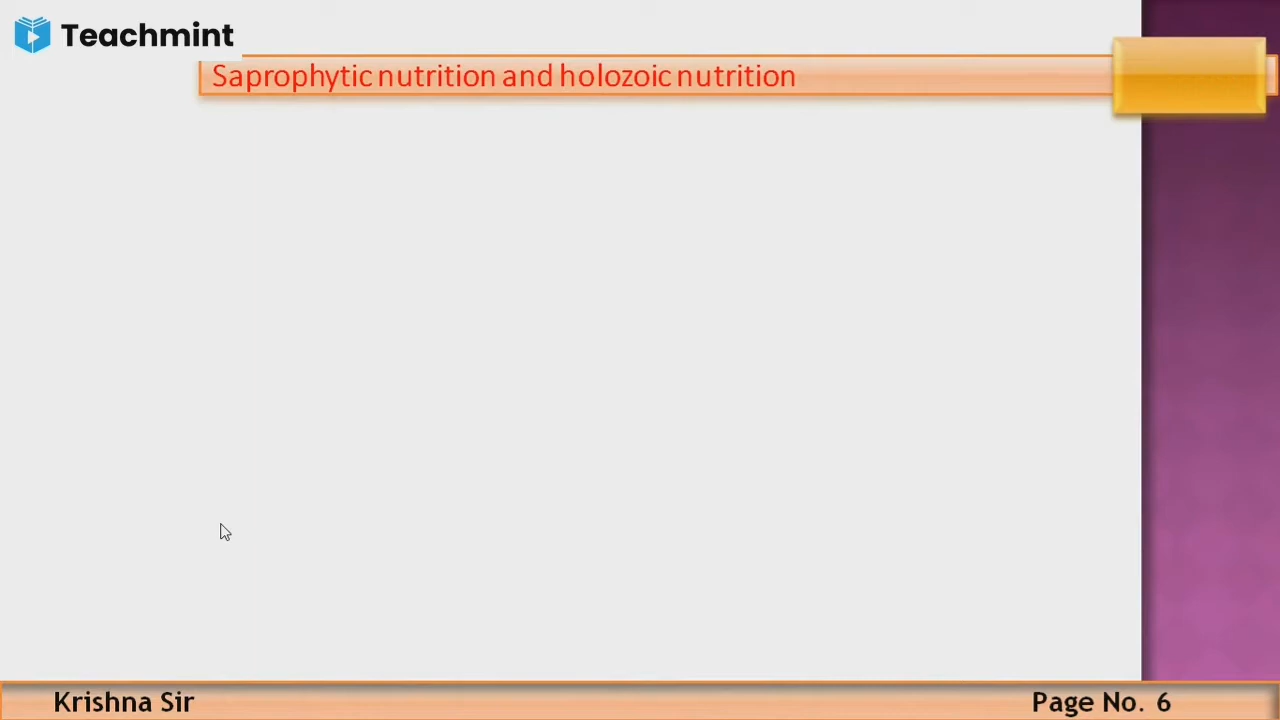 Teachmint
Saprophytic nutrition and holozoic nutrition
Krishna Sir
Page No. 6